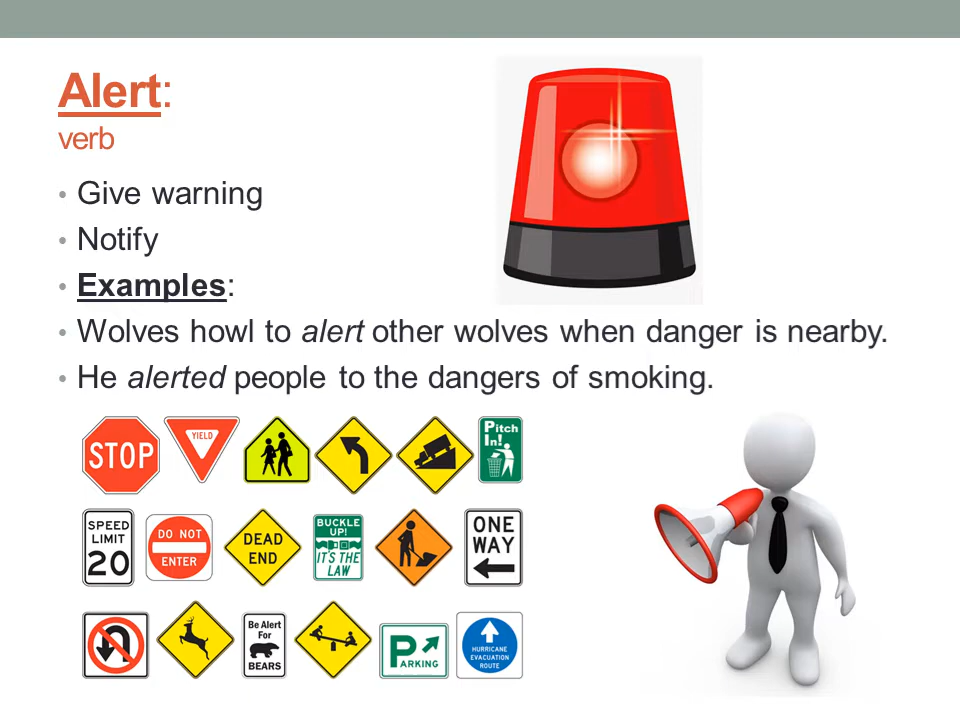 Alert:
verb
• Give warning
• Notify
• Examples:
• Wolves howl to alert other wolves when danger is nearby.
• He alerted people to the dangers of smoking.
STOP
YIELD
Pitch
In!
SPEED
LIMIT
20
DO NOT
ENTER
DEAD
END
BUCKLE
UP!
IT'S THE
LAW
ONE
WAY
Be Alert
For
BEARS
PARKING
HURRICANE
EVACUATION
ROUTE